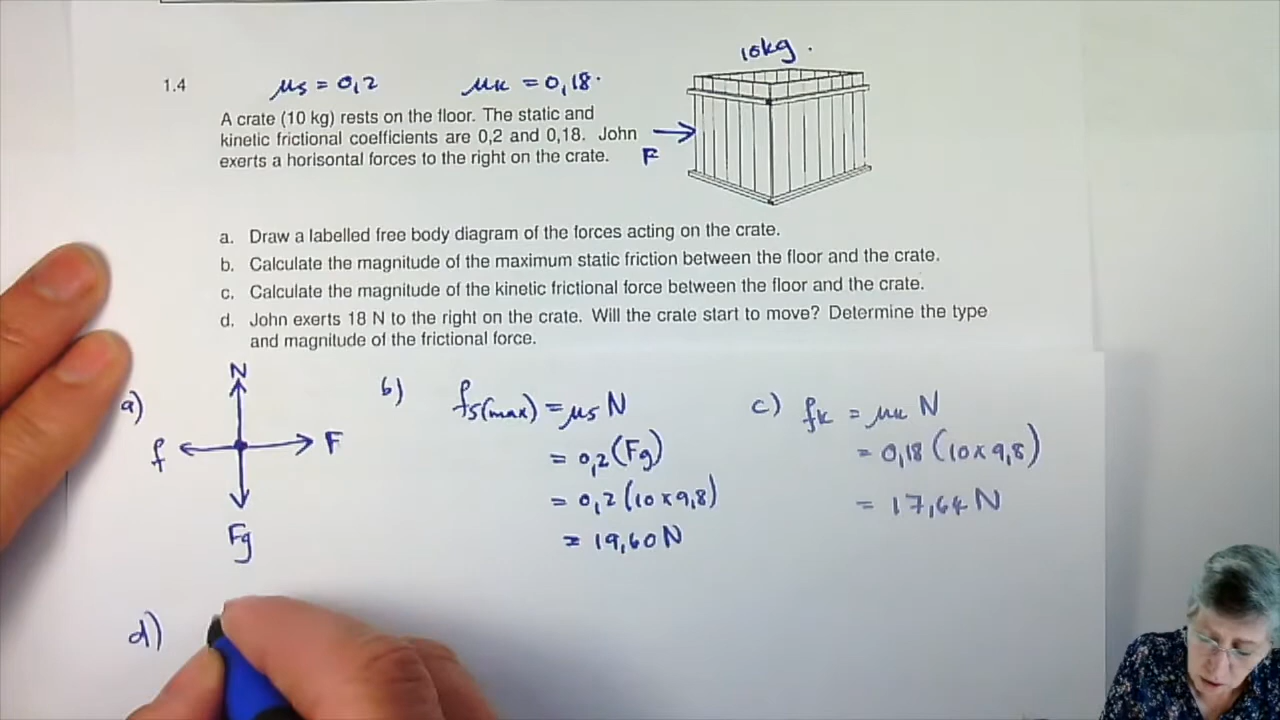 10kg.
1.4
μs = 0,2
μk = 0,18.
A crate (10 kg) rests on the floor. The static and
kinetic frictional coefficients are 0,2 and 0,18. John
exerts a horisontal forces to the right on the crate.
F
a. Draw a labelled free body diagram of the forces acting on the crate.
b. Calculate the magnitude of the maximum static friction between the floor and the crate.
c. Calculate the magnitude of the kinetic frictional force between the floor and the crate.
d. John exerts 18 N to the right on the crate. Will the crate start to move? Determine the type
and magnitude of the frictional force.
a)
N
f
F
Fg
b) fs(max) = μs N
= 0,2(Fg)
= 0,2(10 x 9,8)
= 19,60 N
c) fk = μk N
= 0,18(10 x 9,8)
= 17,64 N
d)